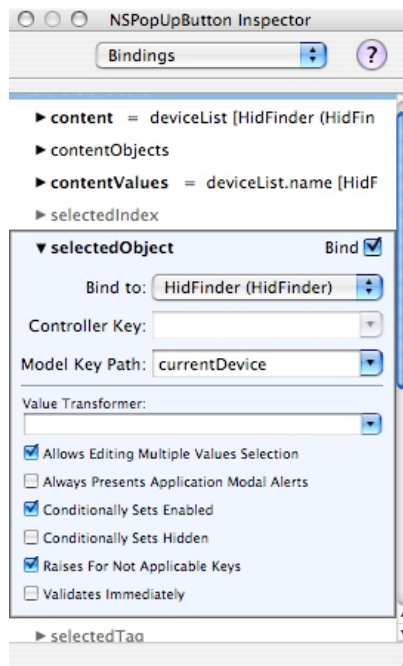 NSPopUpButton Inspector
Bindings
?
content = deviceList [HidFinder (HidFin
contentObjects
contentValues = deviceList.name [HidF
selectedIndex
selectedObject Bind
Bind to: HidFinder (HidFinder)
Controller Key:
Model Key Path: currentDevice
Value Transformer:
Allows Editing Multiple Values Selection
Always Presents Application Modal Alerts
Conditionally Sets Enabled
Conditionally Sets Hidden
Raises For Not Applicable Keys
Validates Immediately
selectedTag